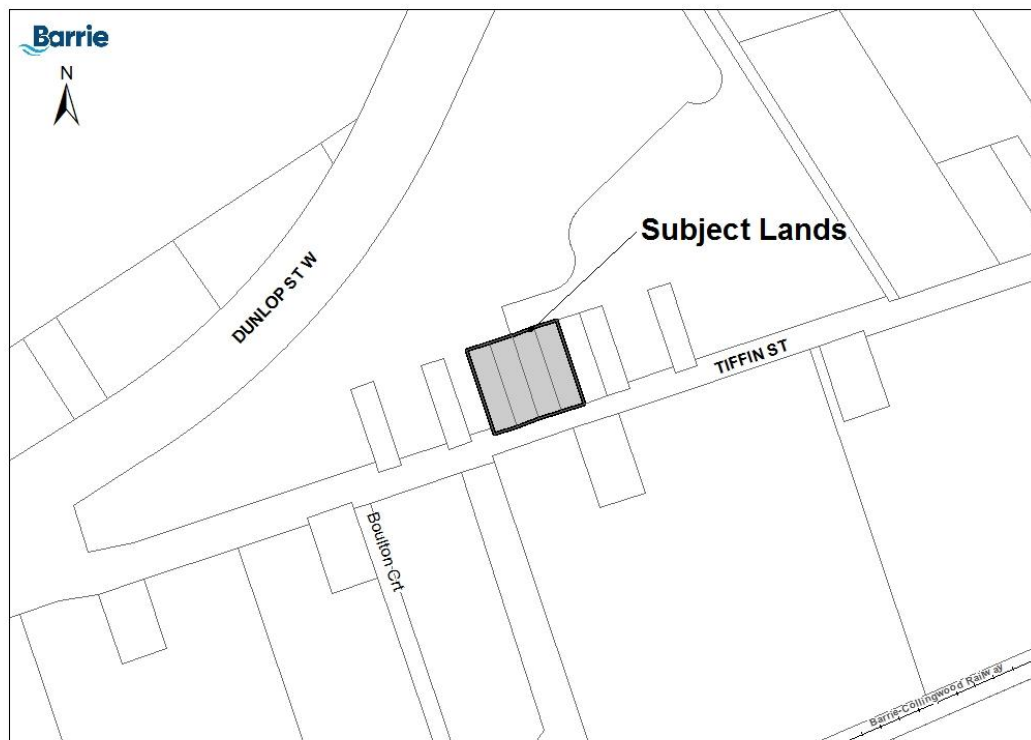 Barrie
N
Subject Lands
DUNLOP ST W
TIFFIN ST
Boulton Crt
Barrie-Collingwood Railway